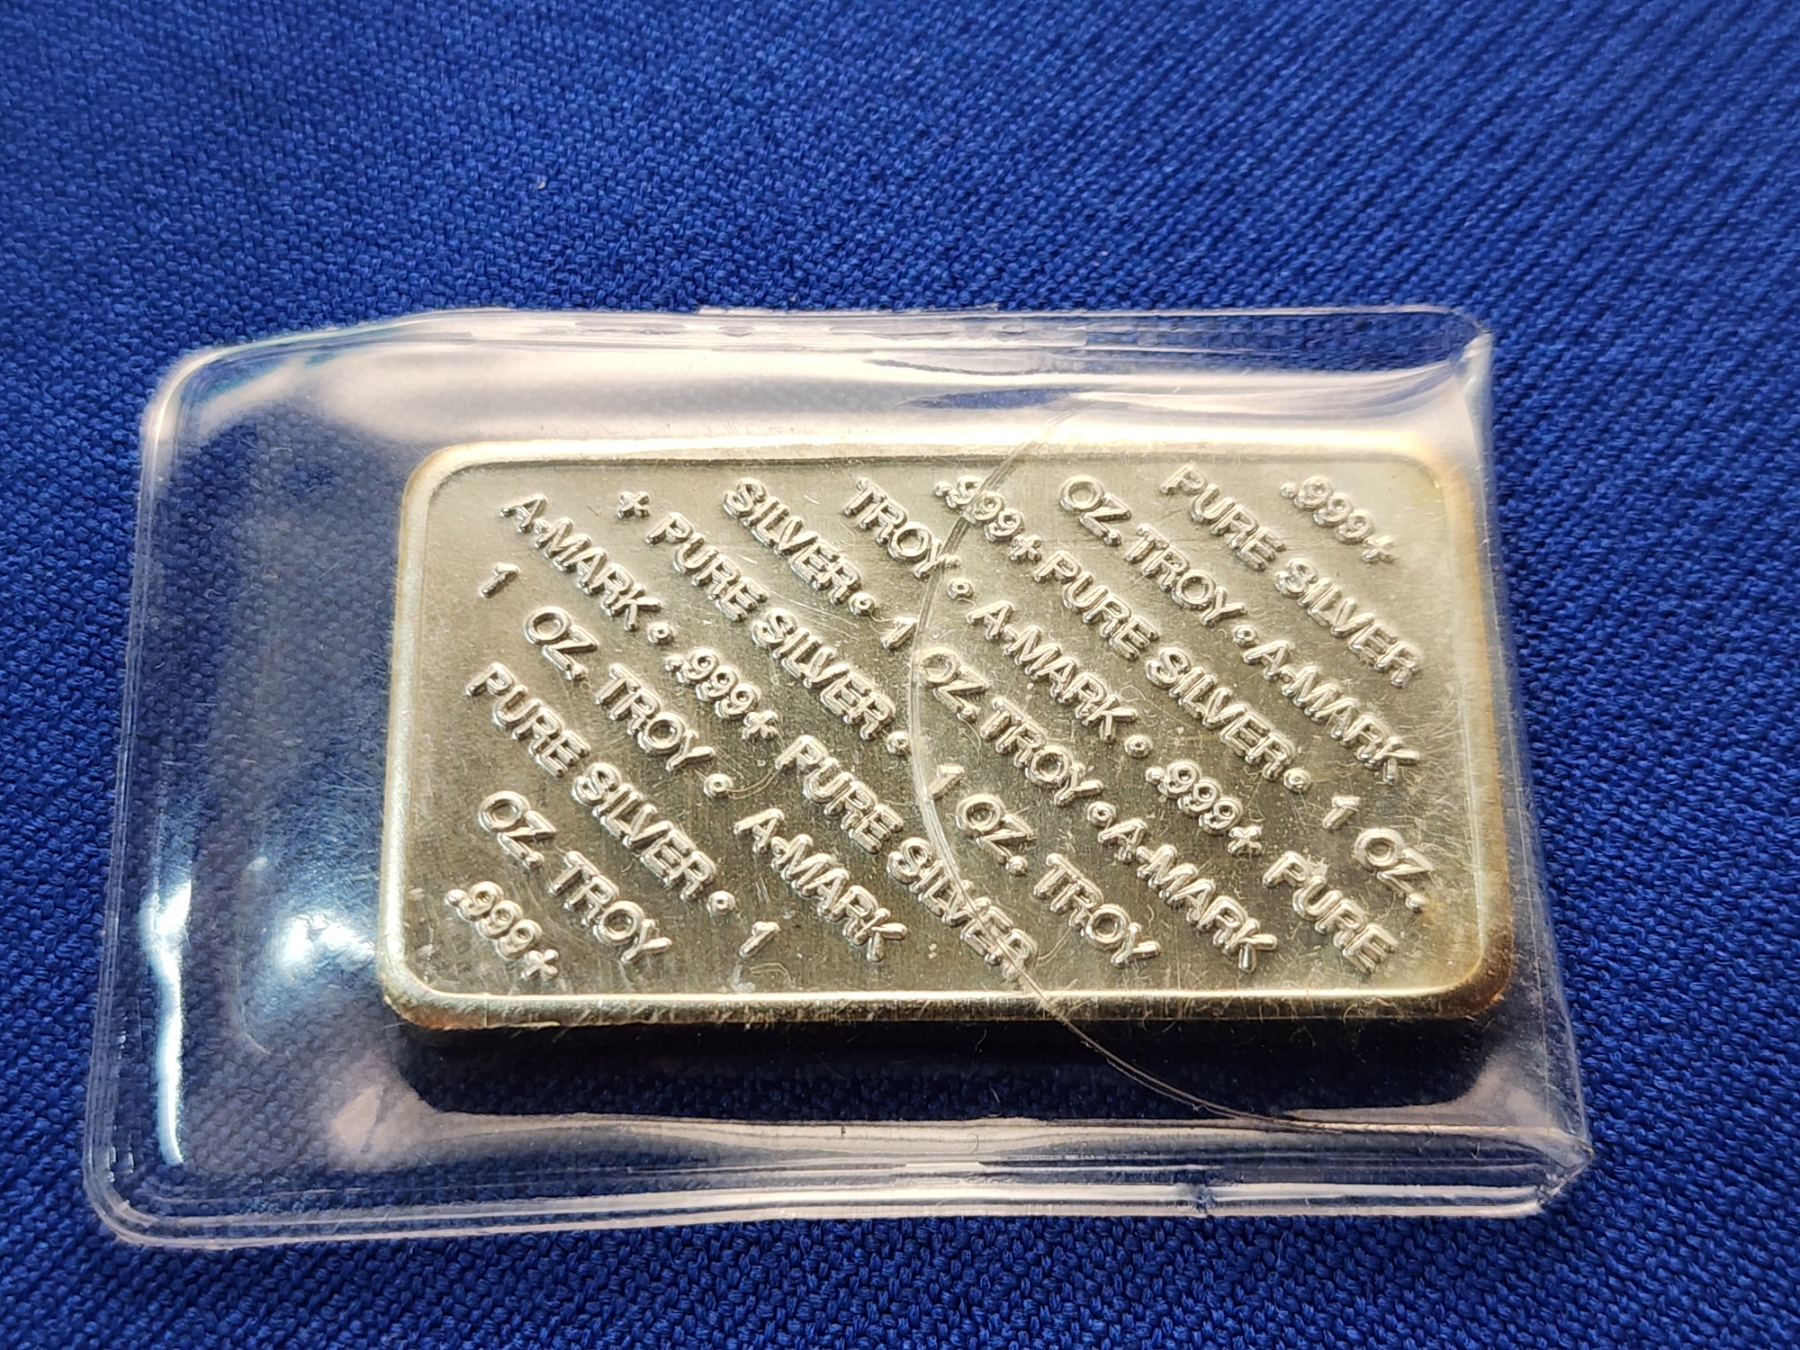 .999+
PURE SILVER
OZ. TROY • A-MARK
.999+ PURE SILVER • 1 OZ.
TROY • A-MARK • .999+ PURE
SILVER • 1 OZ. TROY • A-MARK
+ PURE SILVER • 1 OZ. TROY
A-MARK • .999+ PURE SILVER
1 OZ. TROY • A-MARK
PURE SILVER • 1
OZ. TROY
.999+